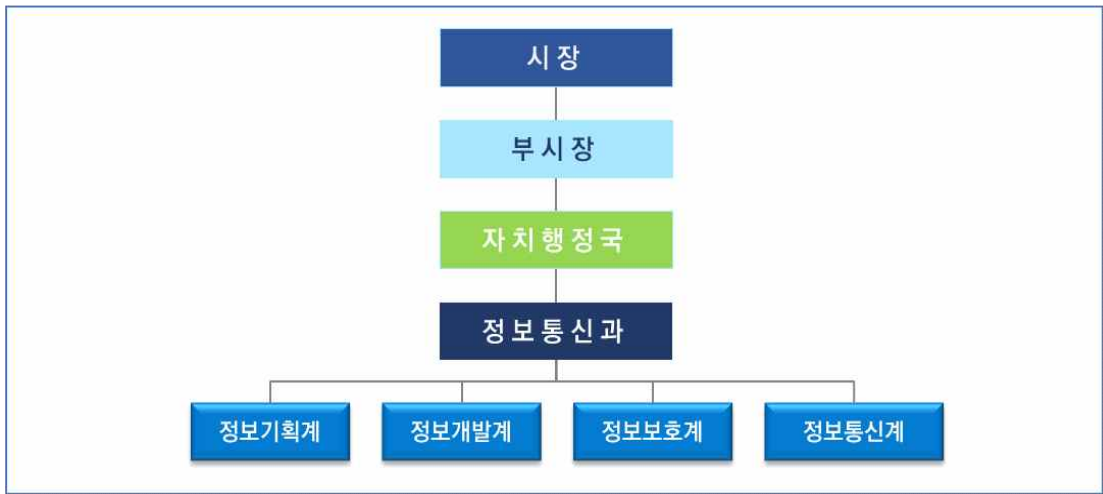 시 장
부 시 장
자 치 행 정 국
정 보 통 신 과
정보기획계 정보개발계 정보보호계 정보통신계